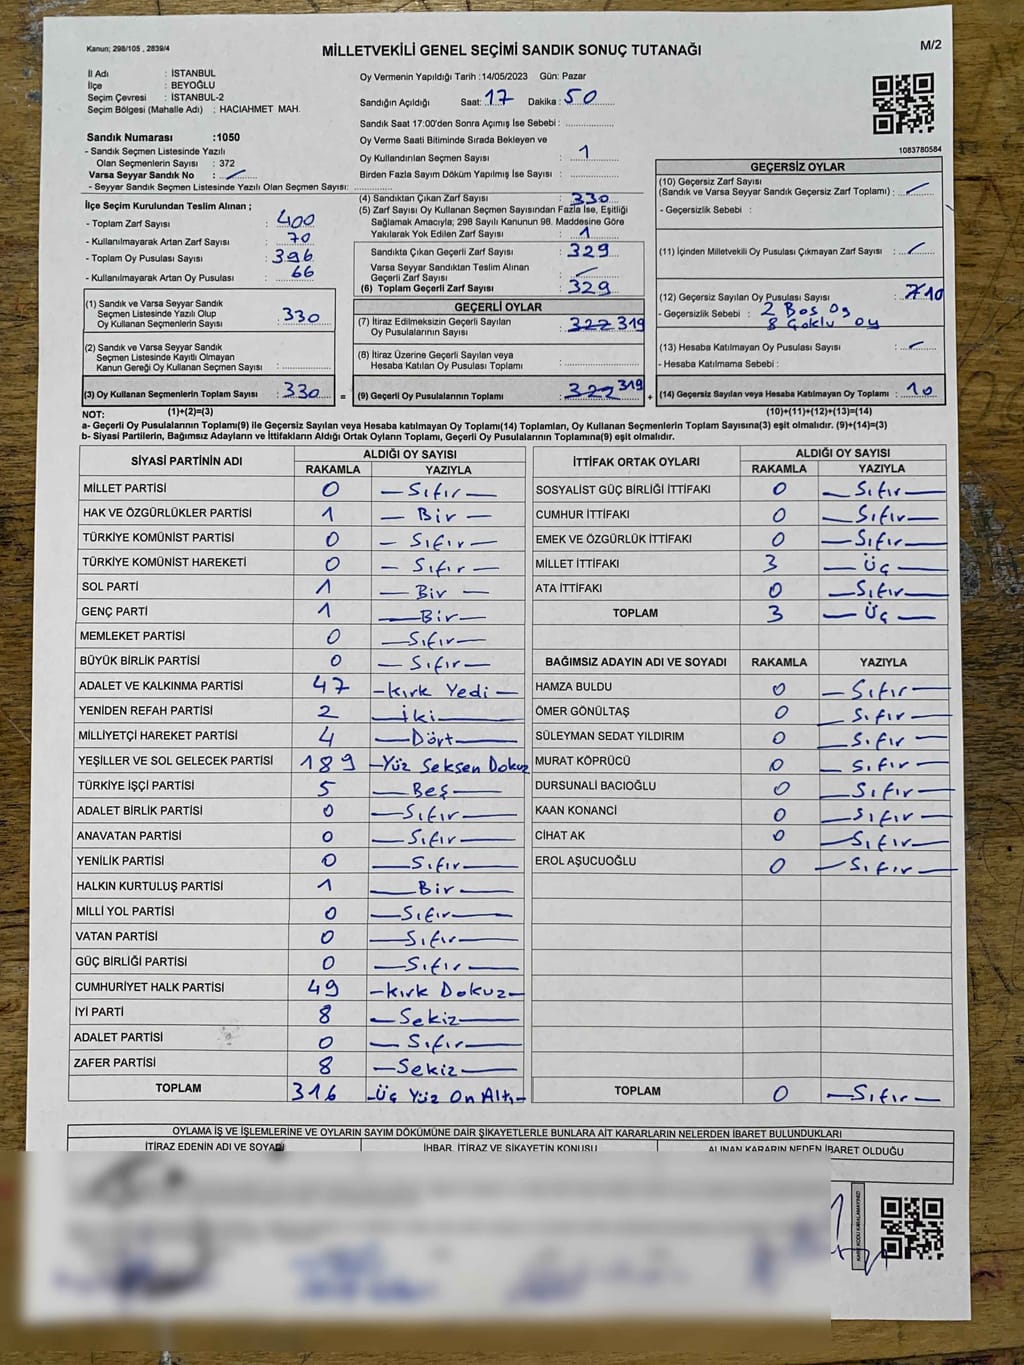 Kanun; 298/105 , 2839/4
MİLLETVEKİLİ GENEL SEÇİMİ SANDIK SONUÇ TUTANAĞI
M/2
İl Adı : İSTANBUL
İlçe : BEYOĞLU
Seçim Çevresi : İSTANBUL-2
Seçim Bölgesi (Mahalle Adı) : HACIAHMET MAH.
Sandık Numarası :1050
- Sandık Seçmen Listesinde Yazılı
Olan Seçmenlerin Sayısı : 372
Varsa Seyyar Sandık No :
- Seyyar Sandık Seçmen Listesinde Yazılı Olan Seçmen Sayısı:
Oy Vermenin Yapıldığı Tarih :14/05/2023 Gün: Pazar
Sandığın Açıldığı Saat: 17 Dakika : 50
Sandık Saat 17:00'den Sonra Açımış İse Sebebi :
Oy Verme Saati Bitiminde Sırada Bekleyen ve
Oy Kullandırılan Seçmen Sayısı : 1
Birden Fazla Sayım Döküm Yapılmış İse Sayısı :
1083780584
İlçe Seçim Kurulundan Teslim Alınan ;
- Toplam Zarf Sayısı : 400
- Kullanılmayarak Artan Zarf Sayısı : 70
- Toplam Oy Pusulası Sayısı : 396
- Kullanılmayarak Artan Oy Pusulası : 66
(1) Sandık ve Varsa Seyyar Sandık
Seçmen Listesinde Yazılı Olup
Oy Kullanan Seçmenlerin Sayısı : 330
(2) Sandık ve Varsa Seyyar Sandık
Seçmen Listesinde Kayıtlı Olmayan
Kanun Gereği Oy Kullanan Seçmen Sayısı :
(3) Oy Kullanan Seçmenlerin Toplam Sayısı : 330 =
(4) Sandıktan Çıkan Zarf Sayısı : 330
(5) Zarf Sayısı Oy Kullanan Seçmen Sayısından Fazla İse, Eşitliği
Sağlamak Amacıyla; 298 Sayılı Kanunun 98. Maddesine Göre
Yakılarak Yok Edilen Zarf Sayısı : 1
Sandıkta Çıkan Geçerli Zarf Sayısı : 329
Varsa Seyyar Sandıktan Teslim Alınan
Geçerli Zarf Sayısı :
(6) Toplam Geçerli Zarf Sayısı : 329
GEÇERLİ OYLAR
(7) İtiraz Edilmeksizin Geçerli Sayılan
Oy Pusulalarının Sayısı : 322 319
(8) İtiraz Üzerine Geçerli Sayılan veya
Hesaba Katılan Oy Pusulası Toplamı :
(9) Geçerli Oy Pusulalarının Toplamı : 322 319 +
GEÇERSİZ OYLAR
(10) Geçersiz Zarf Sayısı
(Sandık ve Varsa Seyyar Sandık Geçersiz Zarf Toplamı) :
- Geçersizlik Sebebi :
(11) İçinden Milletvekili Oy Pusulası Çıkmayan Zarf Sayısı :
(12) Geçersiz Sayılan Oy Pusulası Sayısı : 7 10
- Geçersizlik Sebebi : 2 Boş Oy
8 Çoklu oy
(13) Hesaba Katılmayan Oy Pusulası Sayısı :
- Hesaba Katılmama Sebebi :
(14) Geçersiz Sayılan veya Hesaba Katılmayan Oy Toplamı : 10
NOT: (1)+(2)=(3) (10)+(11)+(12)+(13)=(14)
a- Geçerli Oy Pusulasının Toplamı(9) ile Geçersiz Sayılan veya Hesaba Katılmayan Oy Toplamı(14) Toplamları, Oy Kullanan Seçmenlerin Toplam Sayısına(3) eşit olmalıdır. (9)+(14)=(3)
b- Siyasi Partilerin, Bağımsız Adayların ve İttifakların Aldığı Ortak Oyların Toplamı, Geçerli Oy Pusulalarının Toplamına(9) eşit olmalıdır.
SİYASİ PARTİNİN ADI ALDIĞI OY SAYISI
RAKAMLA YAZIYLA
MİLLET PARTİSİ 0 Sıfır
HAK VE ÖZGÜRLÜKLER PARTİSİ 1 Bir
TÜRKİYE KOMÜNİST PARTİSİ 0 Sıfır
TÜRKİYE KOMÜNİST HAREKETİ 0 Sıfır
SOL PARTİ 1 Bir
GENÇ PARTİ 1 Bir
MEMLEKET PARTİSİ 0 Sıfır
BÜYÜK BİRLİK PARTİSİ 0 Sıfır
ADALET VE KALKINMA PARTİSİ 47 Kırk Yedi
YENİDEN REFAH PARTİSİ 2 İki
MİLLİYETÇİ HAREKET PARTİSİ 4 Dört
YEŞİLLER VE SOL GELECEK PARTİSİ 189 Yüz Seksen Dokuz
TÜRKİYE İŞÇİ PARTİSİ 5 Beş
ADALET BİRLİK PARTİSİ 0 Sıfır
ANAVATAN PARTİSİ 0 Sıfır
YENİLİK PARTİSİ 0 Sıfır
HALKIN KURTULUŞ PARTİSİ 1 Bir
MİLLİ YOL PARTİSİ 0 Sıfır
VATAN PARTİSİ 0 Sıfır
GÜÇ BİRLİĞİ PARTİSİ 0 Sıfır
CUMHURİYET HALK PARTİSİ 49 Kırk Dokuz
İYİ PARTİ 8 Sekiz
ADALET PARTİSİ 0 Sıfır
ZAFER PARTİSİ 8 Sekiz
TOPLAM 316 Üç Yüz On Altı
İTTİFAK ORTAK OYLARI ALDIĞI OY SAYISI
RAKAMLA YAZIYLA
SOSYALİST GÜÇ BİRLİĞİ İTTİFAKI 0 Sıfır
CUMHUR İTTİFAKI 0 Sıfır
EMEK VE ÖZGÜRLÜK İTTİFAKI 0 Sıfır
MİLLET İTTİFAKI 3 Üç
ATA İTTİFAKI 0 Sıfır
TOPLAM 3 Üç
BAĞIMSIZ ADAYIN ADI VE SOYADI RAKAMLA YAZIYLA
HAMZA BULDU 0 Sıfır
ÖMER GÖNÜLTAŞ 0 Sıfır
SÜLEYMAN SEDAT YILDIRIM 0 Sıfır
MURAT KÖPRÜCÜ 0 Sıfır
DURSUNALİ BACIOĞLU 0 Sıfır
KAAN KONANCİ 0 Sıfır
CİHAT AK 0 Sıfır
EROL AŞUCUOĞLU 0 Sıfır
TOPLAM 0 Sıfır
OYLAMA İŞ VE İŞLEMLERİNE VE OYLARIN SAYIM DÖKÜMÜNE DAİR ŞİKAYETLERLE BUNLARA AİT KARARLARIN NELERDEN İBARET BULUNDUKLARI
İTİRAZ EDENİN ADI VE SOYADI İHBAR, İTİRAZ VE ŞİKAYETİN KONUSU ALINAN KARARIN NEDEN İBARET OLDUĞU